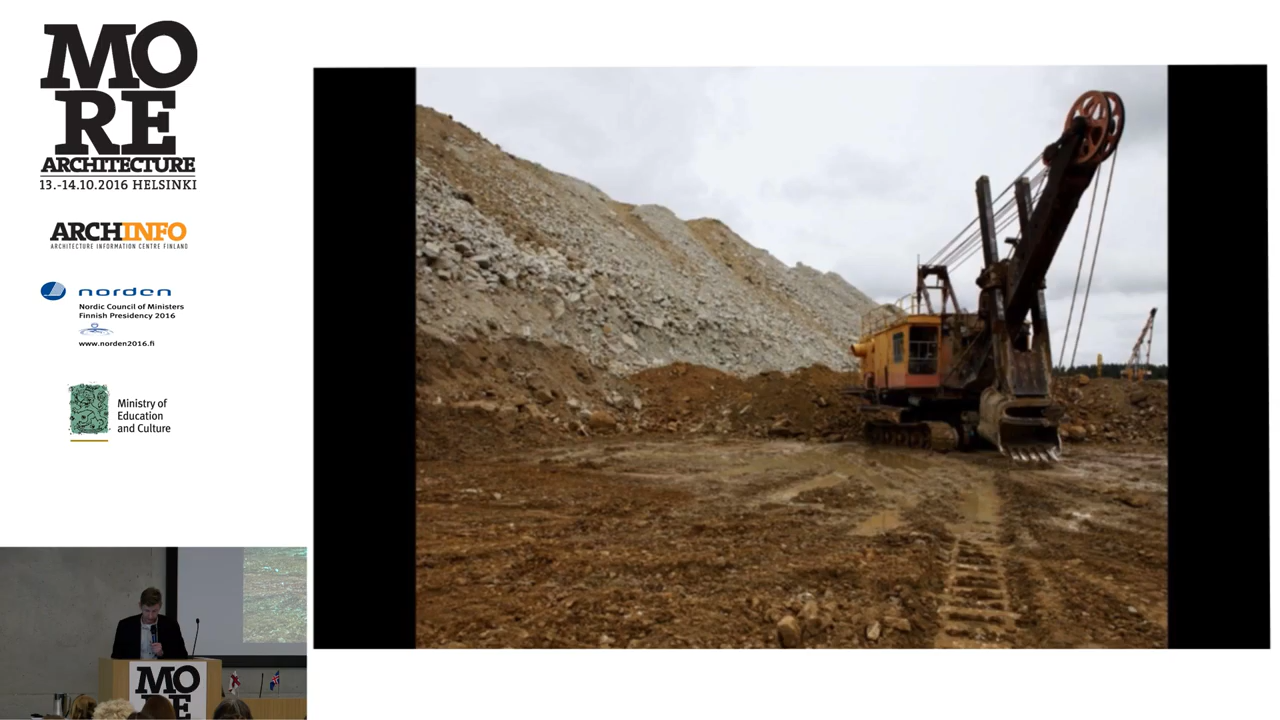 MO
RE
ARCHITECTURE
13.-14.10.2016 HELSINKI
ARCHINFO
ARCHITECTURE INFORMATION CENTRE FINLAND
norden
Nordic Council of Ministers
Finnish Presidency 2016
www.norden2016.fi
Ministry of
Education
and Culture
MO
RE